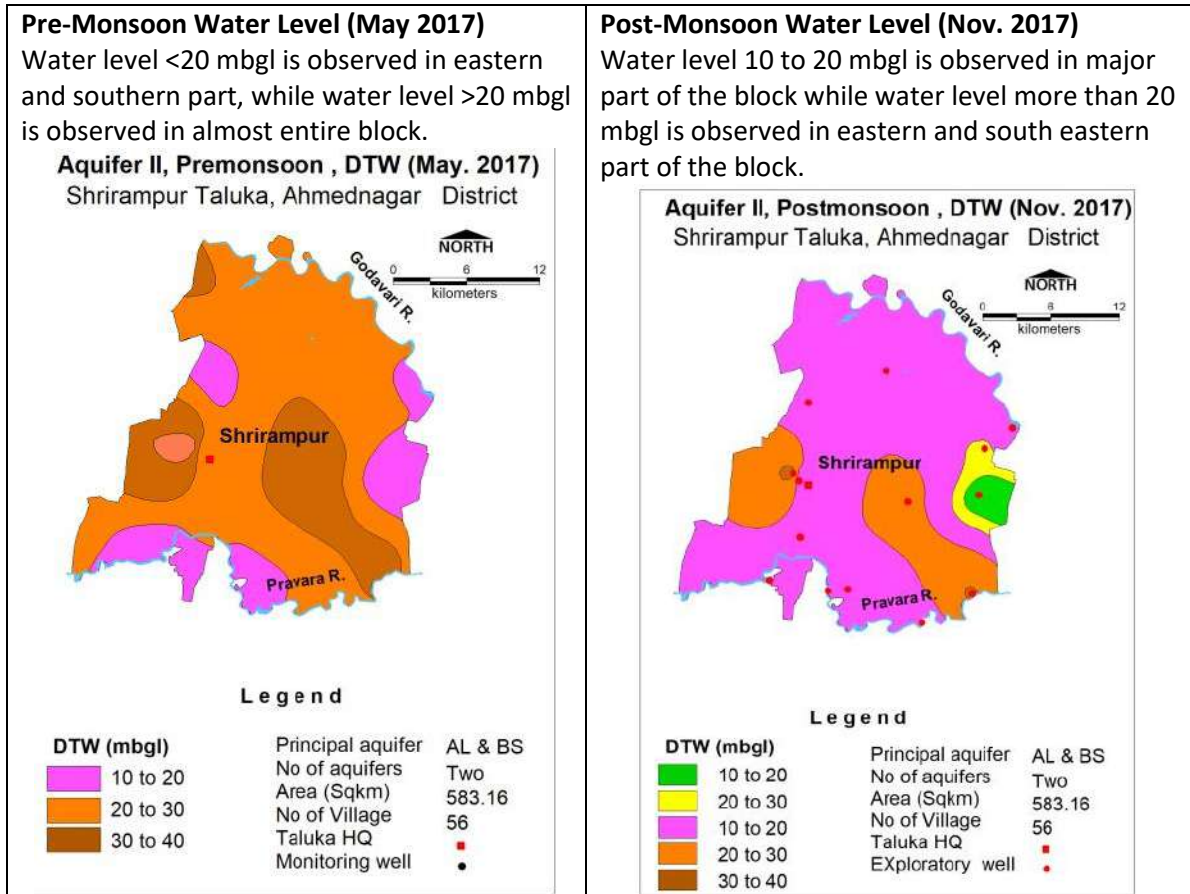 Pre-Monsoon Water Level (May 2017)
Water level <20 mbgl is observed in eastern
and southern part, while water level >20 mbgl
is observed in almost entire block.
Aquifer II, Premonsoon , DTW (May. 2017)
Shrirampur Taluka, Ahmednagar District
NORTH
0 6 12
kilometers
Godavari R.
Shrirampur
Pravara R.
Legend
DTW (mbgl)
10 to 20
20 to 30
30 to 40
Principal aquifer AL & BS
No of aquifers Two
Area (Sqkm) 583.16
No of Village 56
Taluka HQ
Monitoring well
Post-Monsoon Water Level (Nov. 2017)
Water level 10 to 20 mbgl is observed in major
part of the block while water level more than 20
mbgl is observed in eastern and south eastern
part of the block.
Aquifer II, Postmonsoon , DTW (Nov. 2017)
Shrirampur Taluka, Ahmednagar District
NORTH
0 6 12
kilometers
Godavari R.
Shrirampur
Pravara R.
Legend
DTW (mbgl)
10 to 20
20 to 30
10 to 20
20 to 30
30 to 40
Principal aquifer AL & BS
No of aquifers Two
Area (Sqkm) 583.16
No of Village 56
Taluka HQ
EXploratory well